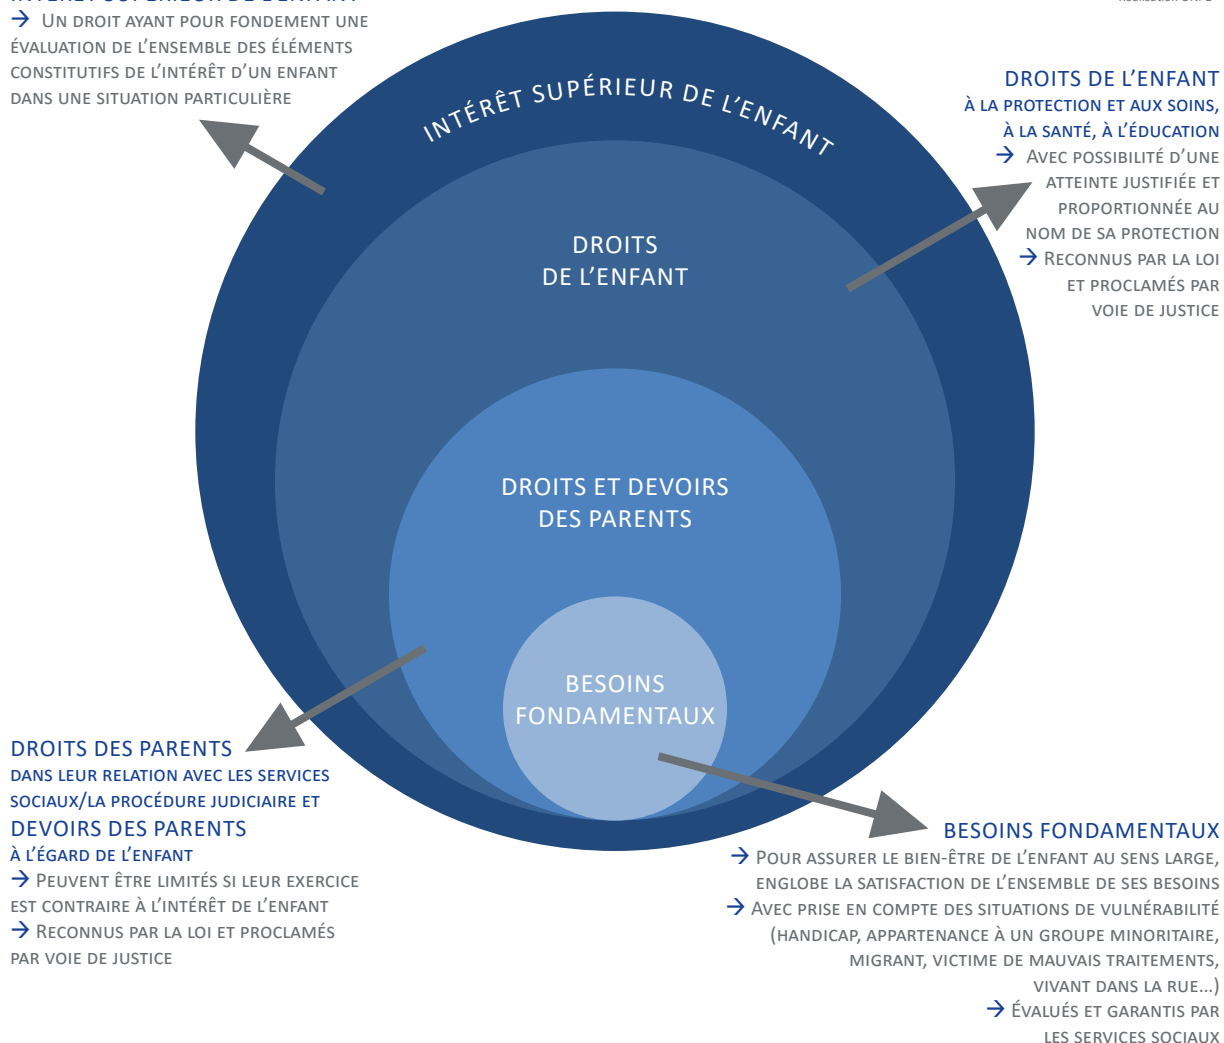 INTÉRÊT SUPÉRIEUR DE L'ENFANT
→ UN DROIT AYANT POUR FONDEMENT UNE
ÉVALUATION DE L'ENSEMBLE DES ÉLÉMENTS
CONSTITUTIFS DE L'INTÉRÊT D'UN ENFANT
DANS UNE SITUATION PARTICULIÈRE
INTÉRÊT SUPÉRIEUR DE L'ENFANT
DROITS DE L'ENFANT
À LA PROTECTION ET AUX SOINS,
À LA SANTÉ, À L'ÉDUCATION
→ AVEC POSSIBILITÉ D'UNE
ATTEINTE JUSTIFIÉE ET
PROPORTIONNÉE AU
NOM DE SA PROTECTION
→ RECONNUS PAR LA LOI
ET PROCLAMÉS PAR
VOIE DE JUSTICE
DROITS
DE L'ENFANT
DROITS ET DEVOIRS
DES PARENTS
BESOINS
FONDAMENTAUX
DROITS DES PARENTS
DANS LEUR RELATION AVEC LES SERVICES
SOCIAUX/LA PROCÉDURE JUDICIAIRE ET
DEVOIRS DES PARENTS
À L'ÉGARD DE L'ENFANT
→ PEUVENT ÊTRE LIMITÉS SI LEUR EXERCICE
EST CONTRAIRE À L'INTÉRÊT DE L'ENFANT
→ RECONNUS PAR LA LOI ET PROCLAMÉS
PAR VOIE DE JUSTICE
BESOINS FONDAMENTAUX
→ POUR ASSURER LE BIEN-ÊTRE DE L'ENFANT AU SENS LARGE,
ENGLOBE LA SATISFACTION DE L'ENSEMBLE DE SES BESOINS
→ AVEC PRISE EN COMPTE DES SITUATIONS DE VULNÉRABILITÉ
(HANDICAP, APPARTENANCE À UN GROUPE MINORITAIRE,
MIGRANT, VICTIME DE MAUVAIS TRAITEMENTS,
VIVANT DANS LA RUE...)
→ ÉVALUÉS ET GARANTIS PAR
LES SERVICES SOCIAUX